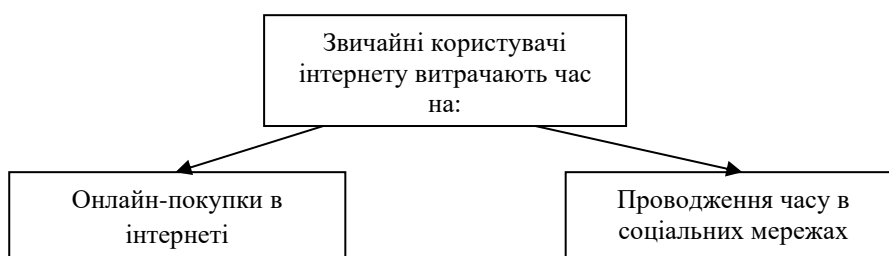 Звичайні користувачі
інтернету витрачають час
на:
Онлайн-покупки в
інтернеті
Проводження часу в
соціальних мережах